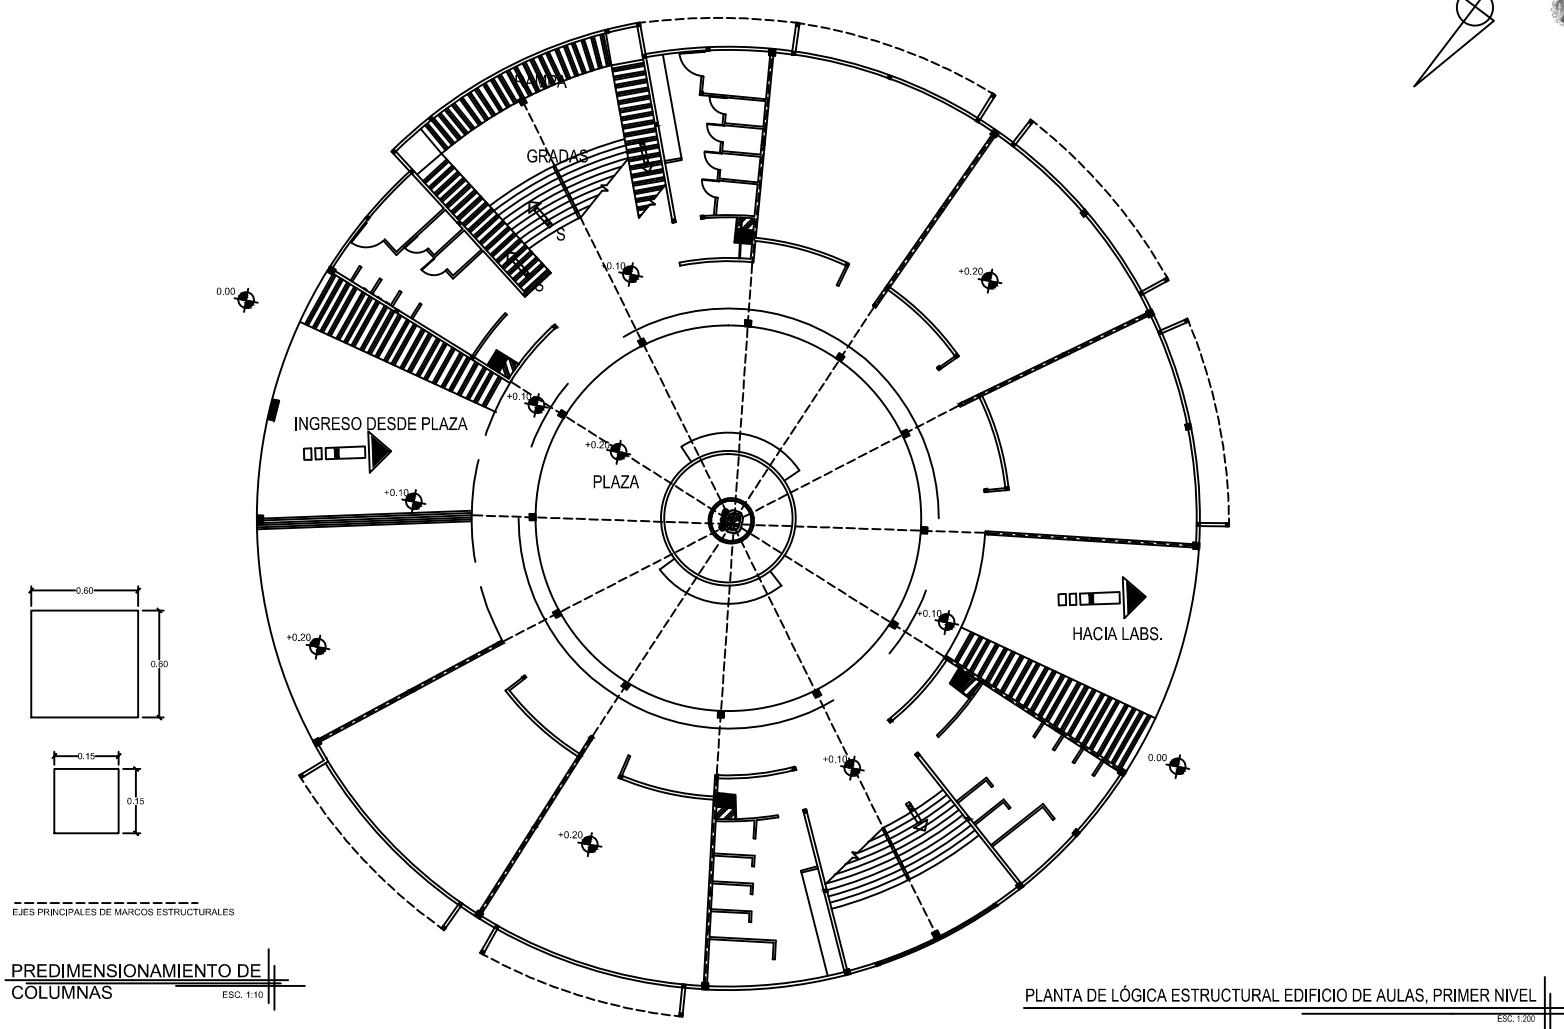 RAMPA
GRADAS
S
S
+0.10
+0.20
0.00
+0.10
INGRESO DESDE PLAZA
+0.20
PLAZA
+0.10
0.60
0.60
+0.20
+0.10
HACIA LABS.
0.15
0.15
+0.10
0.00
+0.20
EJES PRINCIPALES DE MARCOS ESTRUCTURALES
PREDIMENSIONAMIENTO DE
COLUMNAS
ESC. 1:10
PLANTA DE LÓGICA ESTRUCTURAL EDIFICIO DE AULAS, PRIMER NIVEL
ESC. 1:200